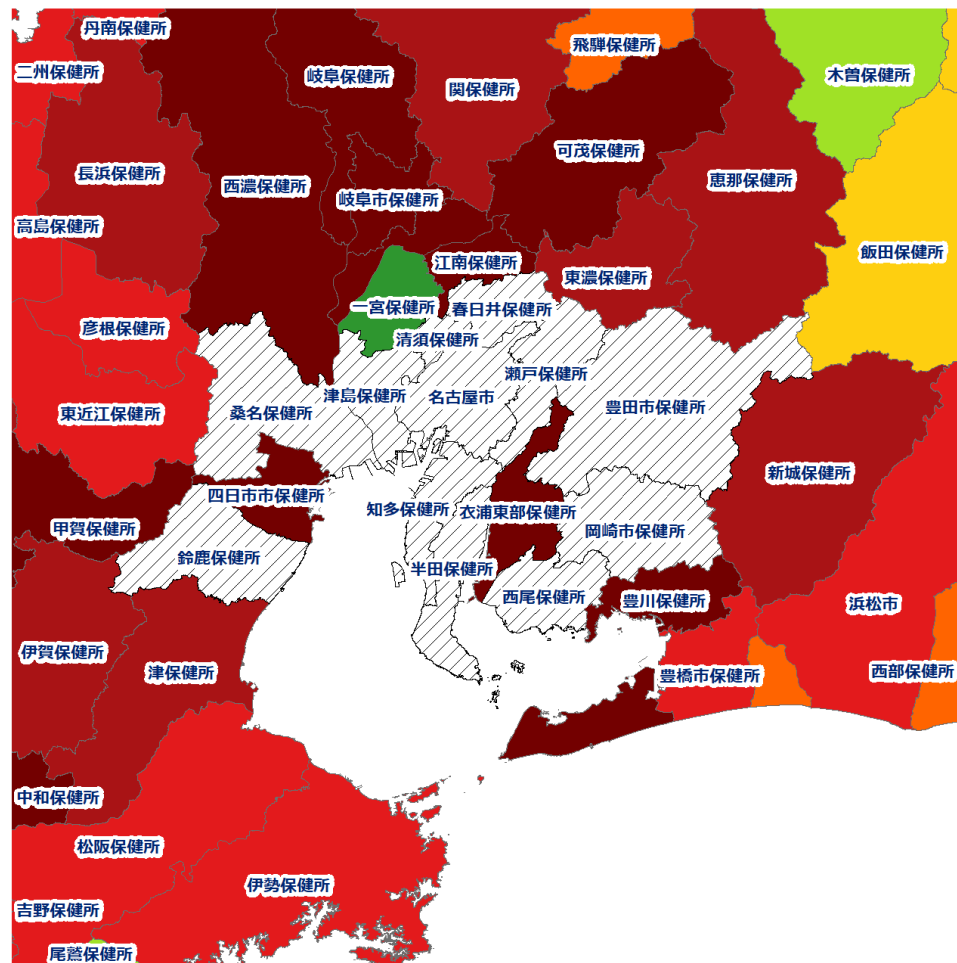 丹南保健所
飛騨保健所
二州保健所
岐阜保健所
木曽保健所
関保健所
可茂保健所
長浜保健所
恵那保健所
西濃保健所
岐阜市保健所
高島保健所
飯田保健所
江南保健所
東濃保健所
一宮保健所
春日井保健所
彦根保健所
清須保健所
瀬戸保健所
津島保健所
名古屋市
豊田市保健所
東近江保健所
桑名保健所
新城保健所
四日市市保健所
知多保健所
衣浦東部保健所
甲賀保健所
岡崎市保健所
鈴鹿保健所
半田保健所
西尾保健所
豊川保健所
浜松市
伊賀保健所
津保健所
豊橋市保健所
西部保健所
中和保健所
松阪保健所
伊勢保健所
吉野保健所
尾鷲保健所